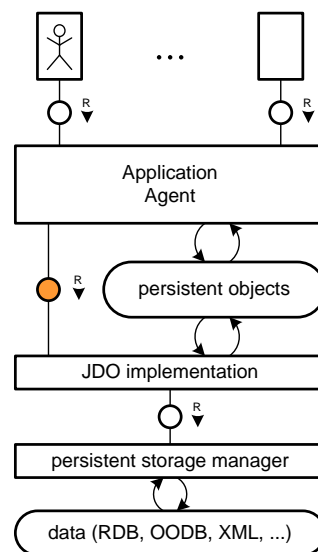 ...
R
R
Application
Agent
R
persistent objects
JDO implementation
R
persistent storage manager
data (RDB, OODB, XML, ...)